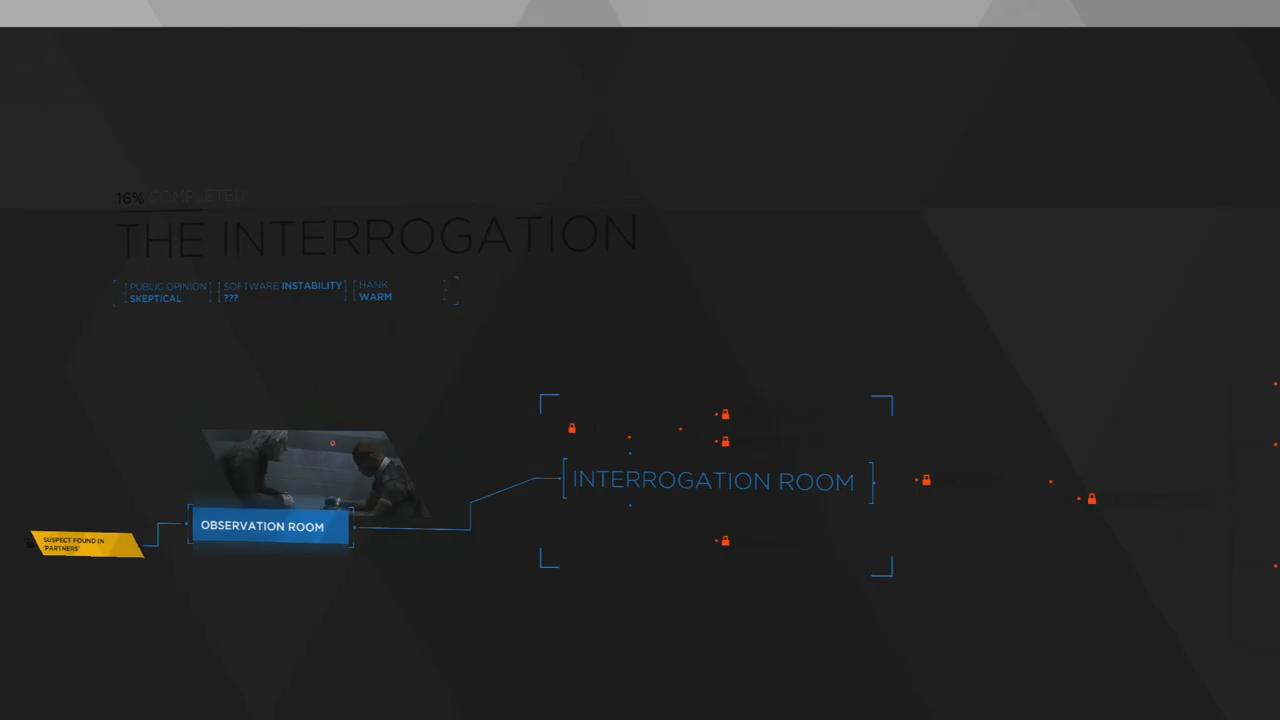 16% COMPLETED
THE INTERROGATION
PUBLIC OPINION
SKEPTICAL
SOFTWARE INSTABILITY
???
HANK
WARM
INTERROGATION ROOM
OBSERVATION ROOM
SUSPECT FOUND IN
'PARTNERS'